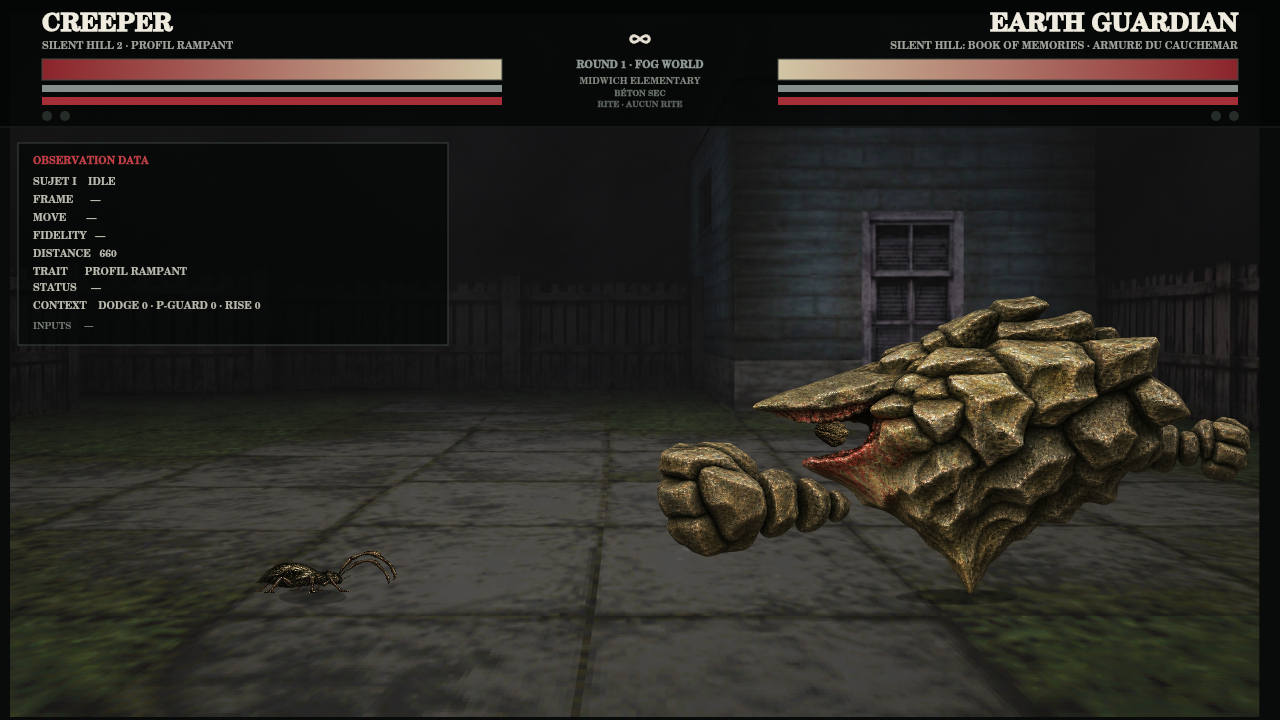 CREEPER
SILENT HILL 2 · PROFIL RAMPANT
∞
ROUND 1 · FOG WORLD
MIDWICH ELEMENTARY
BÉTON SEC
RITE · AUCUN RITE
EARTH GUARDIAN
SILENT HILL: BOOK OF MEMORIES · ARMURE DU CAUCHEMAR
OBSERVATION DATA
SUJET I IDLE
FRAME —
MOVE —
FIDELITY —
DISTANCE 660
TRAIT PROFIL RAMPANT
STATUS —
CONTEXT DODGE 0 · P-GUARD 0 · RISE 0
INPUTS —